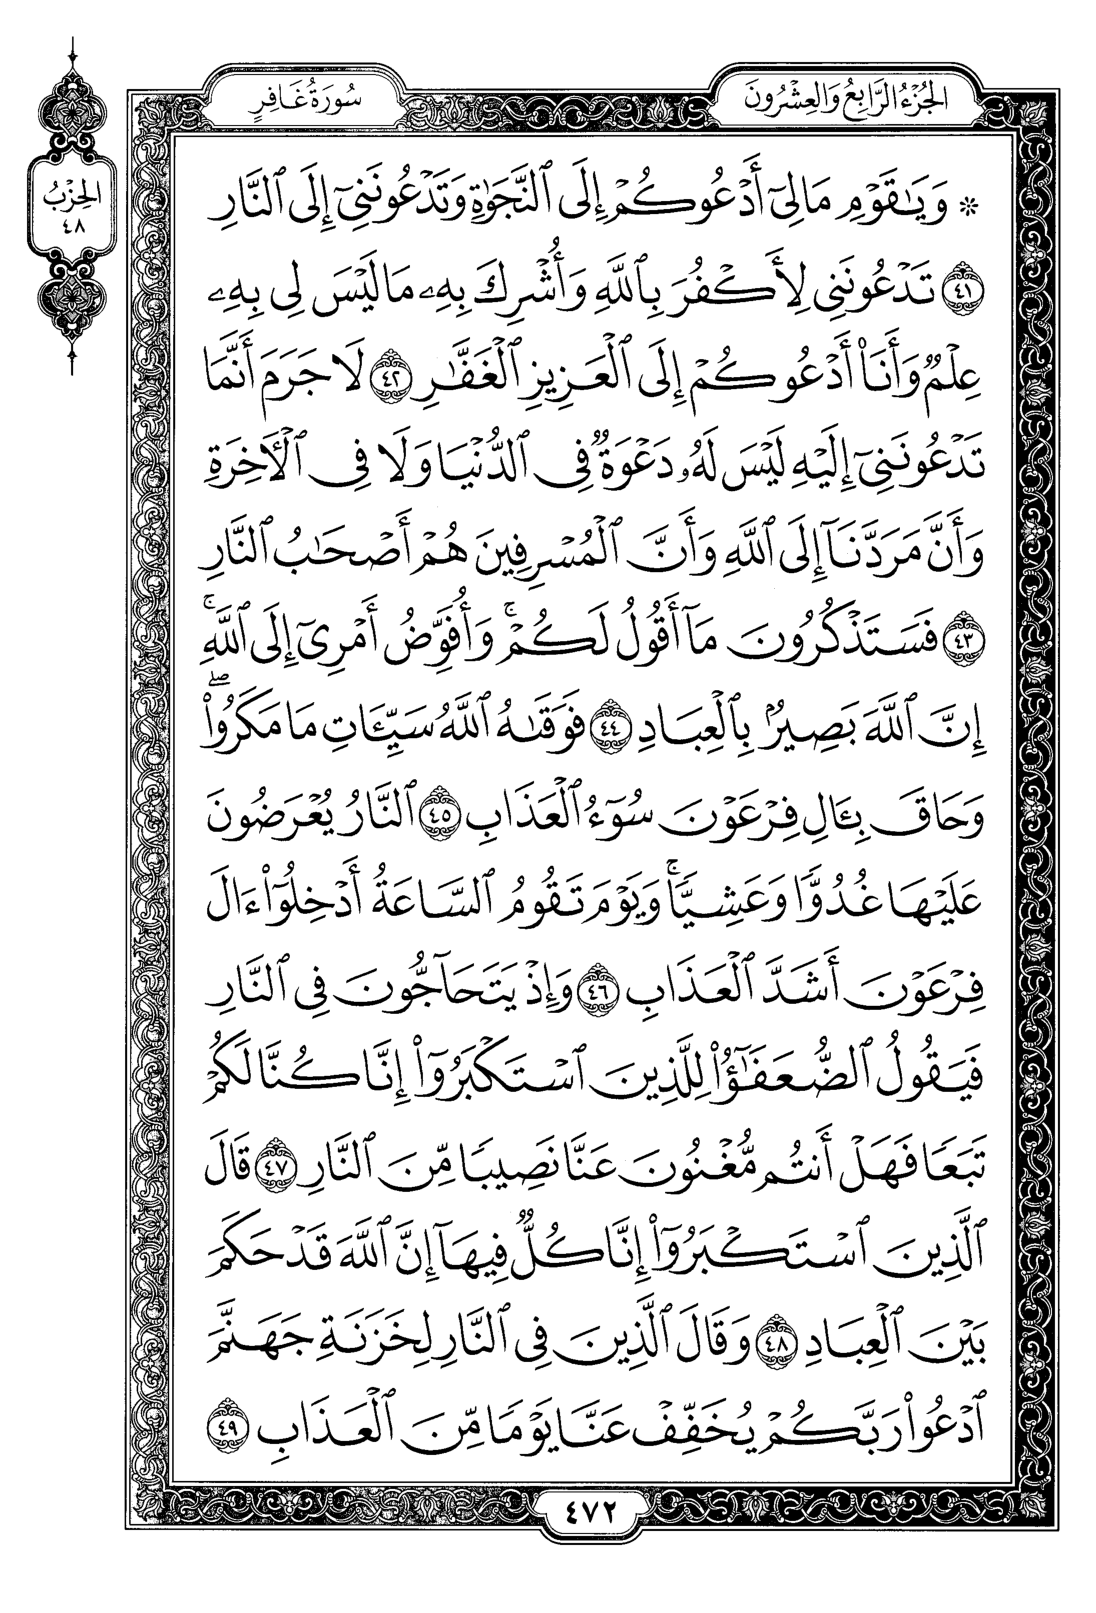 الجُزْءُ الرَّابِعُ وَالعِشْرُونَ
سُورَةُ غَافِرٍ
الحِزْبُ
٤٨
۞ وَيَٰقَوْمِ مَا لِيٓ أَدْعُوكُمْ إِلَى ٱلنَّجَوٰةِ وَتَدْعُونَنِيٓ إِلَى ٱلنَّارِ
٤١ تَدْعُونَنِي لِأَكْفُرَ بِٱللَّهِ وَأُشْرِكَ بِهِۦ مَا لَيْسَ لِي بِهِۦ
عِلْمٌ وَأَنَا۠ أَدْعُوكُمْ إِلَى ٱلْعَزِيزِ ٱلْغَفَّٰرِ ٤٢ لَا جَرَمَ أَنَّمَا
تَدْعُونَنِيٓ إِلَيْهِ لَيْسَ لَهُۥ دَعْوَةٌ فِي ٱلدُّنْيَا وَلَا فِي ٱلْأٓخِرَةِ
وَأَنَّ مَرَدَّنَآ إِلَى ٱللَّهِ وَأَنَّ ٱلْمُسْرِفِينَ هُمْ أَصْحَٰبُ ٱلنَّارِ
٤٣ فَسَتَذْكُرُونَ مَآ أَقُولُ لَكُمْۚ وَأُفَوِّضُ أَمْرِيٓ إِلَى ٱللَّهِۚ
إِنَّ ٱللَّهَ بَصِيرُۢ بِٱلْعِبَادِ ٤٤ فَوَقَىٰهُ ٱللَّهُ سَيِّـَٔاتِ مَا مَكَرُواْۖ
وَحَاقَ بِـَٔالِ فِرْعَوْنَ سُوٓءُ ٱلْعَذَابِ ٤٥ ٱلنَّارُ يُعْرَضُونَ
عَلَيْهَا غُدُوًّا وَعَشِيًّاۚ وَيَوْمَ تَقُومُ ٱلسَّاعَةُ أَدْخِلُوٓاْ ءَالَ
فِرْعَوْنَ أَشَدَّ ٱلْعَذَابِ ٤٦ وَإِذْ يَتَحَآجُّونَ فِي ٱلنَّارِ
فَيَقُولُ ٱلضُّعَفَٰٓؤُاْ لِلَّذِينَ ٱسْتَكْبَرُوٓاْ إِنَّا كُنَّا لَكُمْ
تَبَعًا فَهَلْ أَنتُم مُّغْنُونَ عَنَّا نَصِيبًا مِّنَ ٱلنَّارِ ٤٧ قَالَ
ٱلَّذِينَ ٱسْتَكْبَرُوٓاْ إِنَّا كُلٌّ فِيهَآ إِنَّ ٱللَّهَ قَدْ حَكَمَ
بَيْنَ ٱلْعِبَادِ ٤٨ وَقَالَ ٱلَّذِينَ فِي ٱلنَّارِ لِخَزَنَةِ جَهَنَّمَ
ٱدْعُواْ رَبَّكُمْ يُخَفِّفْ عَنَّا يَوْمًا مِّنَ ٱلْعَذَابِ ٤٩
٤٧٢